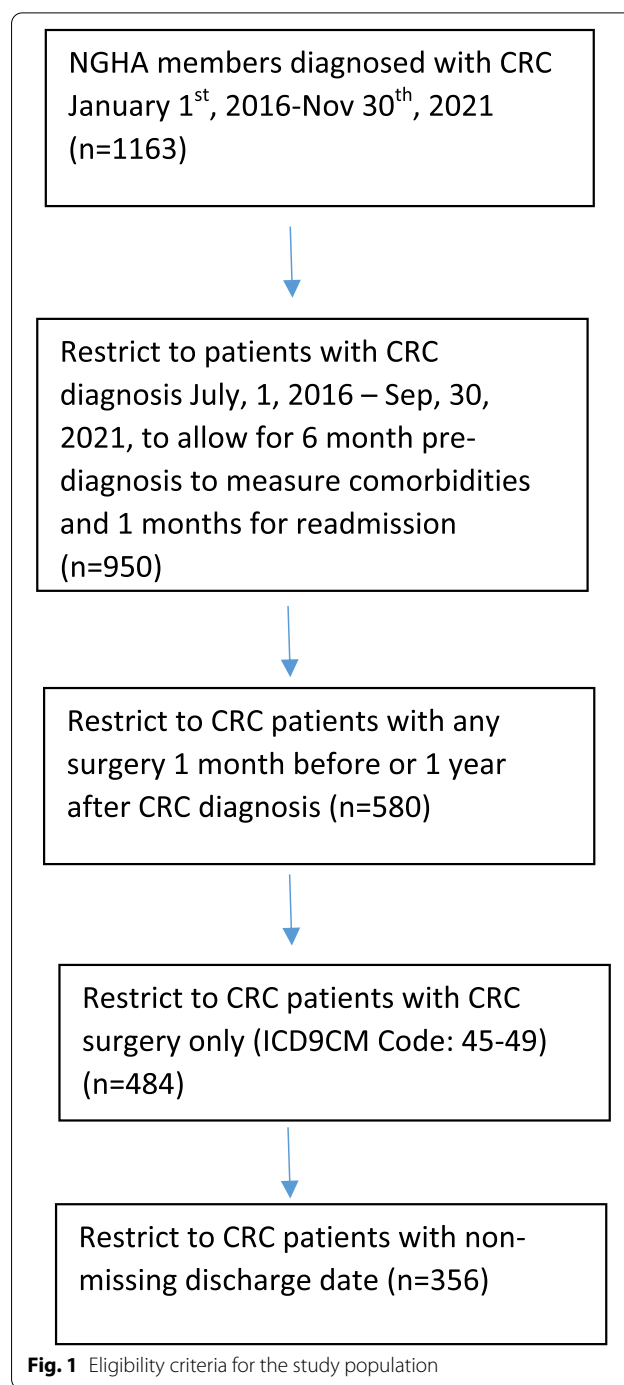 NGHA members diagnosed with CRC
January 1st, 2016-Nov 30th, 2021
(n=1163)
Restrict to patients with CRC
diagnosis July, 1, 2016 – Sep, 30,
2021, to allow for 6 month pre-
diagnosis to measure comorbidities
and 1 months for readmission
(n=950)
Restrict to CRC patients with any
surgery 1 month before or 1 year
after CRC diagnosis (n=580)
Restrict to CRC patients with CRC
surgery only (ICD9CM Code: 45-49)
(n=484)
Restrict to CRC patients with non-
missing discharge date (n=356)
Fig. 1 Eligibility criteria for the study population